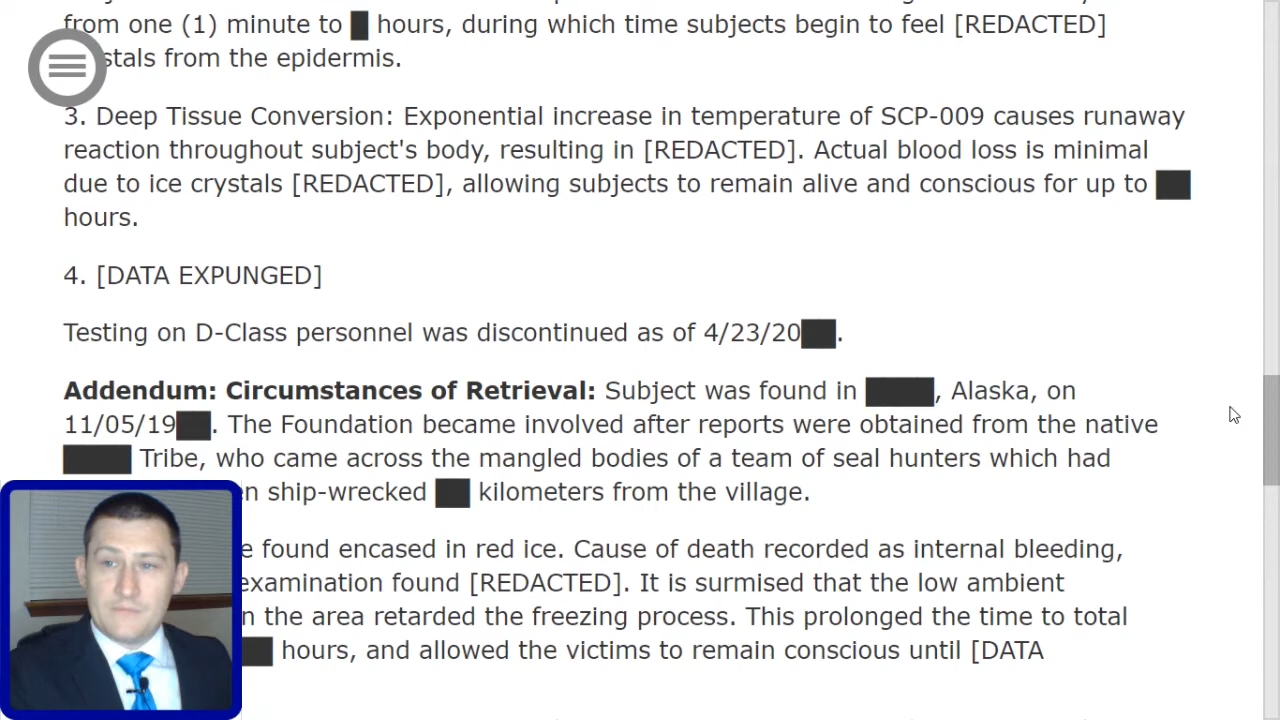 from one (1) minute to █ hours, during which time subjects begin to feel [REDACTED]
stals from the epidermis.
3. Deep Tissue Conversion: Exponential increase in temperature of SCP-009 causes runaway
reaction throughout subject's body, resulting in [REDACTED]. Actual blood loss is minimal
due to ice crystals [REDACTED], allowing subjects to remain alive and conscious for up to ██
hours.
4. [DATA EXPUNGED]
Testing on D-Class personnel was discontinued as of 4/23/20██.
Addendum: Circumstances of Retrieval: Subject was found in ████, Alaska, on
11/05/19██. The Foundation became involved after reports were obtained from the native
████ Tribe, who came across the mangled bodies of a team of seal hunters which had
n ship-wrecked ██ kilometers from the village.
e found encased in red ice. Cause of death recorded as internal bleeding,
examination found [REDACTED]. It is surmised that the low ambient
n the area retarded the freezing process. This prolonged the time to total
██ hours, and allowed the victims to remain conscious until [DATA